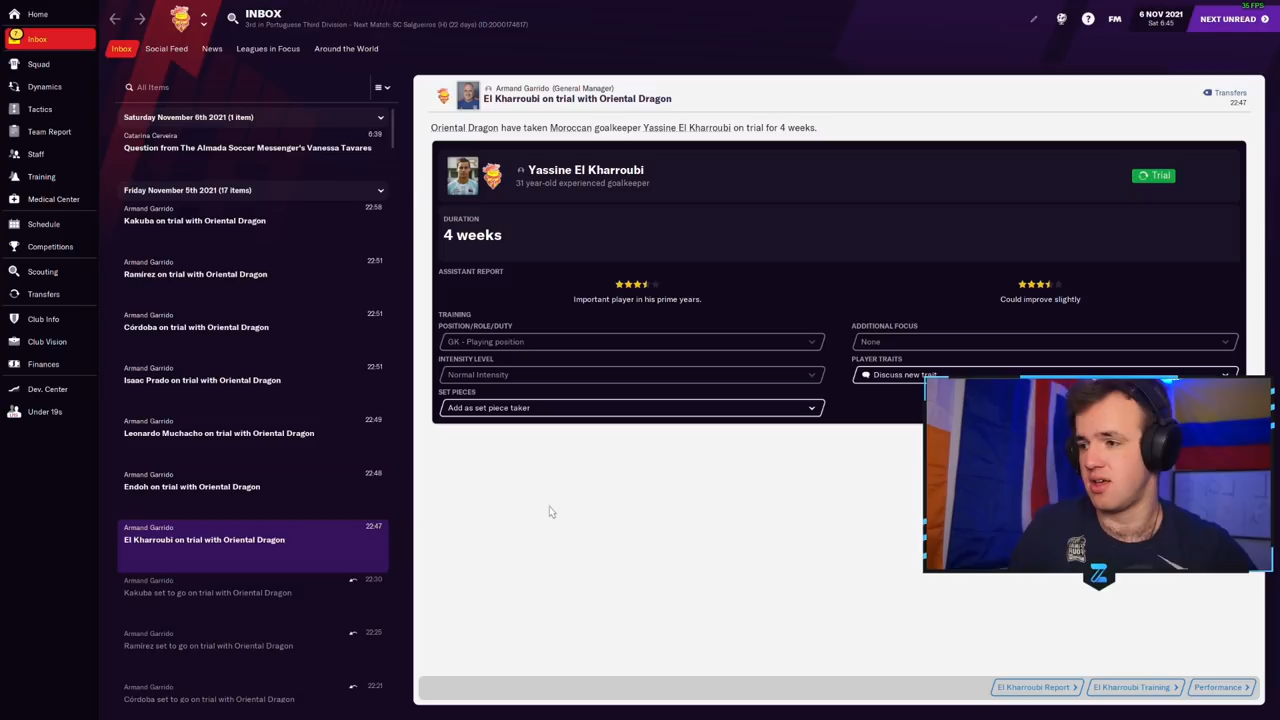 35 FPS
INBOX
3rd in Portuguese Third Division - Next Match: SC Salgueiros (H) (22 days) (ID:2000174817)
6 NOV 2021
Sat 6:45
FM
NEXT UNREAD
Home
7
Inbox
Squad
Dynamics
Tactics
Team Report
Staff
Training
Medical Center
Schedule
Competitions
Scouting
Transfers
Club Info
Club Vision
Finances
Dev. Center
Under 19s
Inbox
Social Feed
News
Leagues in Focus
Around the World
All Items
Saturday November 6th 2021 (1 item)
Catarina Cerveira 6:39
Question from The Almada Soccer Messenger's Vanessa Tavares
Friday November 5th 2021 (17 items)
Armand Garrido 22:58
Kakuba on trial with Oriental Dragon
Armand Garrido 22:51
Ramírez on trial with Oriental Dragon
Armand Garrido 22:51
Córdoba on trial with Oriental Dragon
Armand Garrido 22:51
Isaac Prado on trial with Oriental Dragon
Armand Garrido 22:49
Leonardo Muchacho on trial with Oriental Dragon
Armand Garrido 22:48
Endoh on trial with Oriental Dragon
Armand Garrido 22:47
El Kharroubi on trial with Oriental Dragon
Armand Garrido 22:30
Kakuba set to go on trial with Oriental Dragon
Armand Garrido 22:25
Ramírez set to go on trial with Oriental Dragon
Armand Garrido 22:21
Córdoba set to go on trial with Oriental Dragon
Armand Garrido (General Manager)
El Kharroubi on trial with Oriental Dragon
Transfers
22:47
Oriental Dragon have taken Moroccan goalkeeper Yassine El Kharroubi on trial for 4 weeks.
Yassine El Kharroubi
31 year-old experienced goalkeeper
Trial
DURATION
4 weeks
ASSISTANT REPORT
Important player in his prime years.
Could improve slightly
TRAINING
POSITION/ROLE/DUTY
GK - Playing position
ADDITIONAL FOCUS
None
INTENSITY LEVEL
Normal Intensity
PLAYER TRAITS
Discuss new trait
SET PIECES
Add as set piece taker
El Kharroubi Report
El Kharroubi Training
Performance